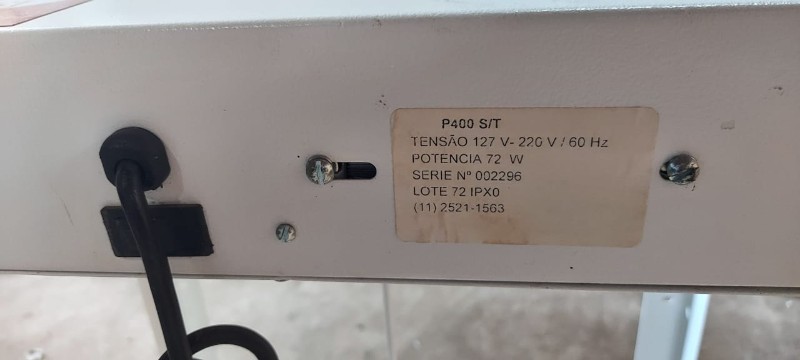 P400 S/T
TENSÃO 127 V- 220 V / 60 Hz
POTENCIA 72 W
SERIE Nº 002296
LOTE 72 IPX0
(11) 2521-1563